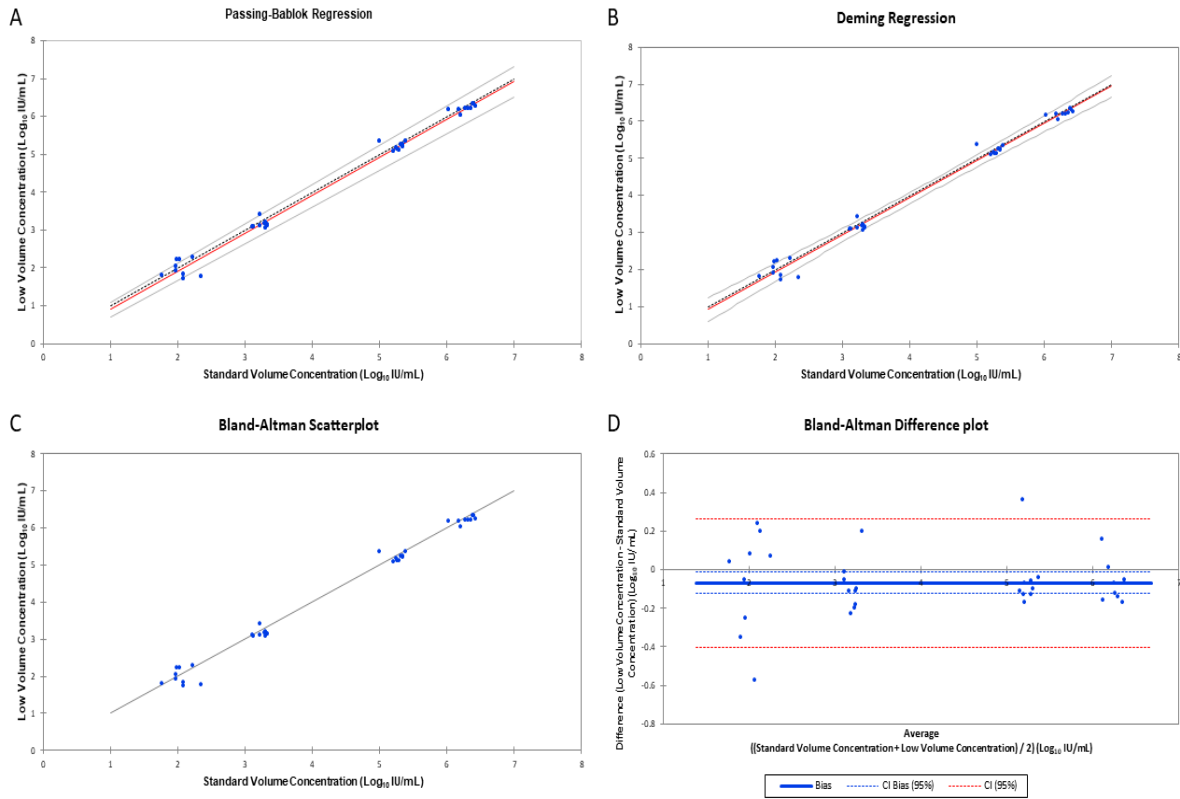 A
Passing-Bablok Regression
Low Volume Concentration (Log10 IU/mL)
8
7
6
5
4
3
2
1
0
0 1 2 3 4 5 6 7 8
Standard Volume Concentration (Log10 IU/mL)
B
Deming Regression
Low Volume Concentration (Log10 IU/mL)
8
7
6
5
4
3
2
1
0
0 1 2 3 4 5 6 7 8
Standard Volume Concentration (Log10 IU/mL)
C
Bland-Altman Scatterplot
Low Volume Concentration (Log10 IU/mL)
8
7
6
5
4
3
2
1
0
0 1 2 3 4 5 6 7 8
Standard Volume Concentration (Log10 IU/mL)
D
Bland-Altman Difference plot
Difference (Low Volume Concentration - Standard Volume
Concentration) (Log10 IU/mL)
0.6
0.4
0.2
0
-0.2
-0.4
-0.6
-0.8
1 2 3 4 5 6 7
Average
((Standard Volume Concentration+ Low Volume Concentration) / 2) (Log10 IU/mL)
Bias CI Bias (95%) CI (95%)